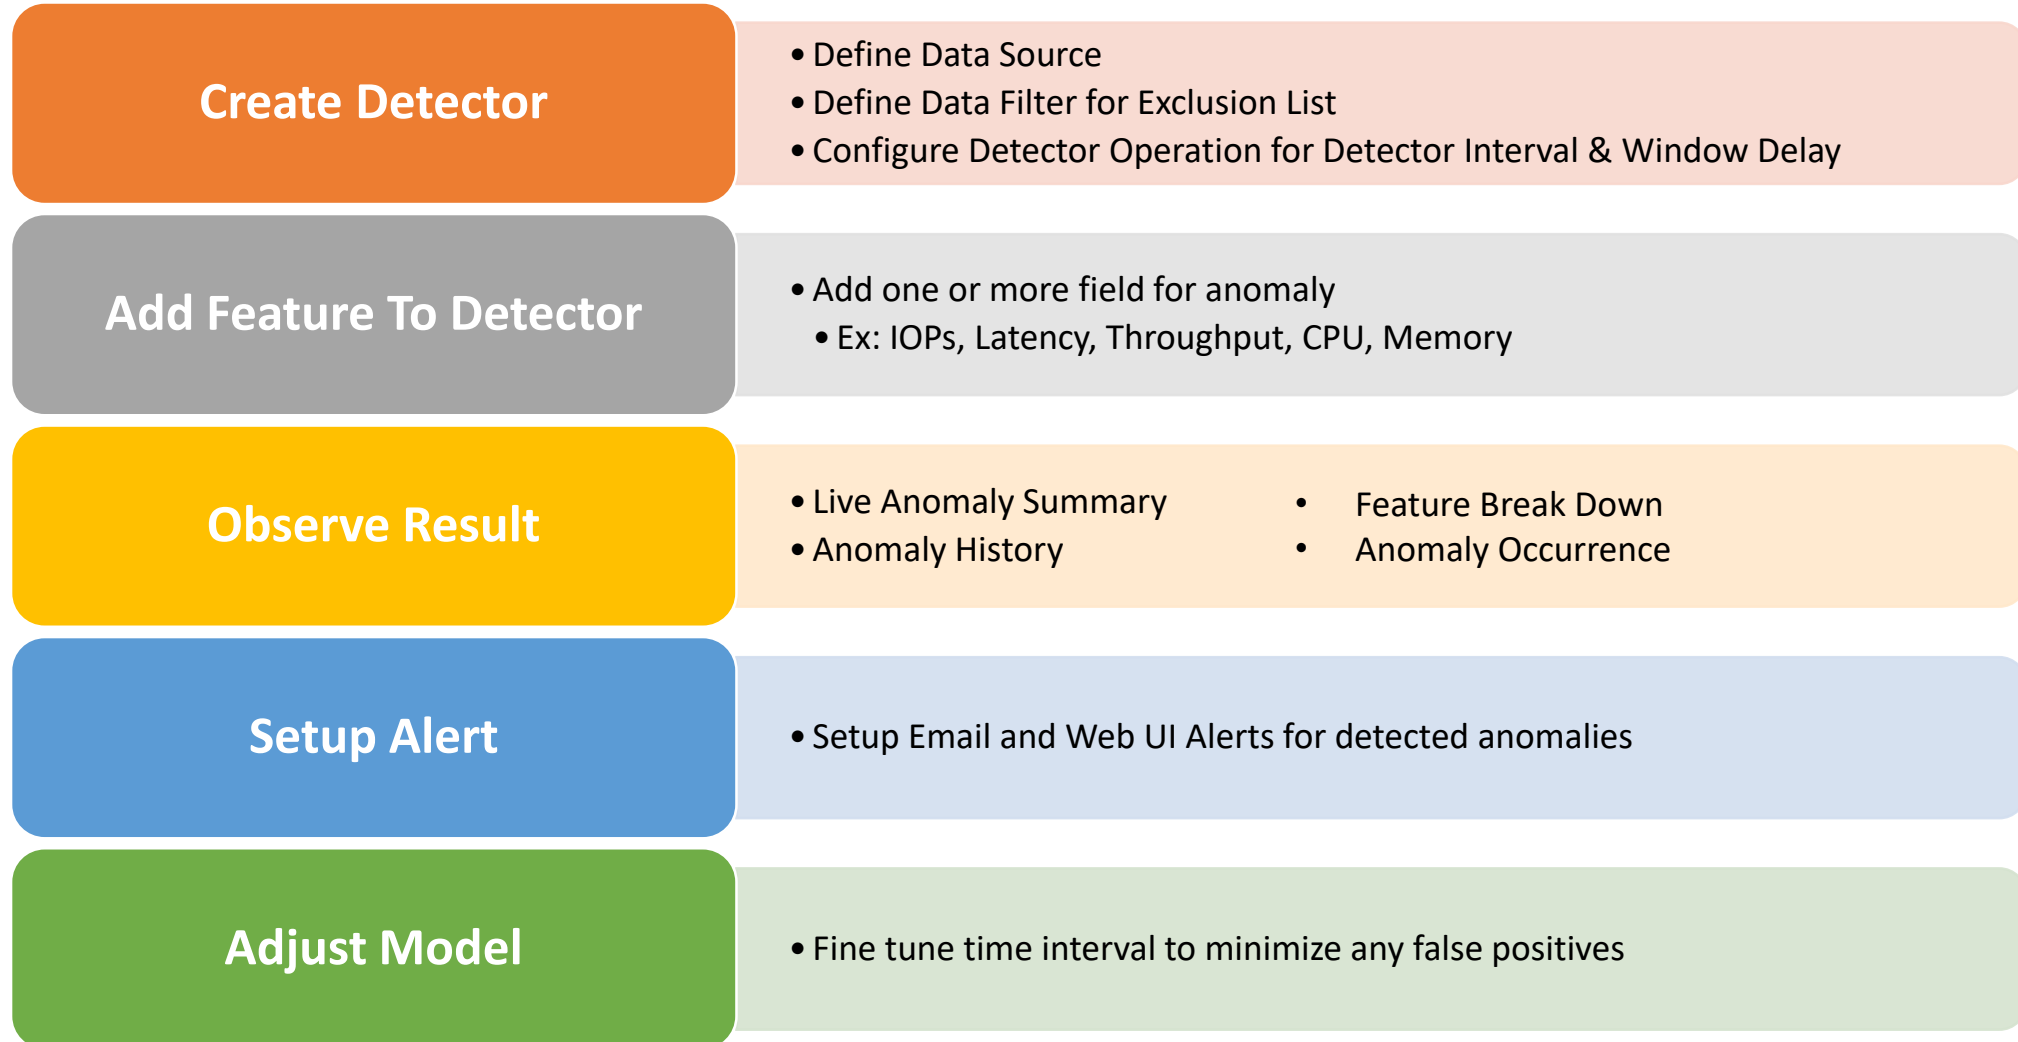 Create Detector
• Define Data Source
• Define Data Filter for Exclusion List
• Configure Detector Operation for Detector Interval & Window Delay
Add Feature To Detector
• Add one or more field for anomaly
• Ex: IOPs, Latency, Throughput, CPU, Memory
Observe Result
• Live Anomaly Summary
• Anomaly History
• Feature Break Down
• Anomaly Occurrence
Setup Alert
• Setup Email and Web UI Alerts for detected anomalies
Adjust Model
• Fine tune time interval to minimize any false positives